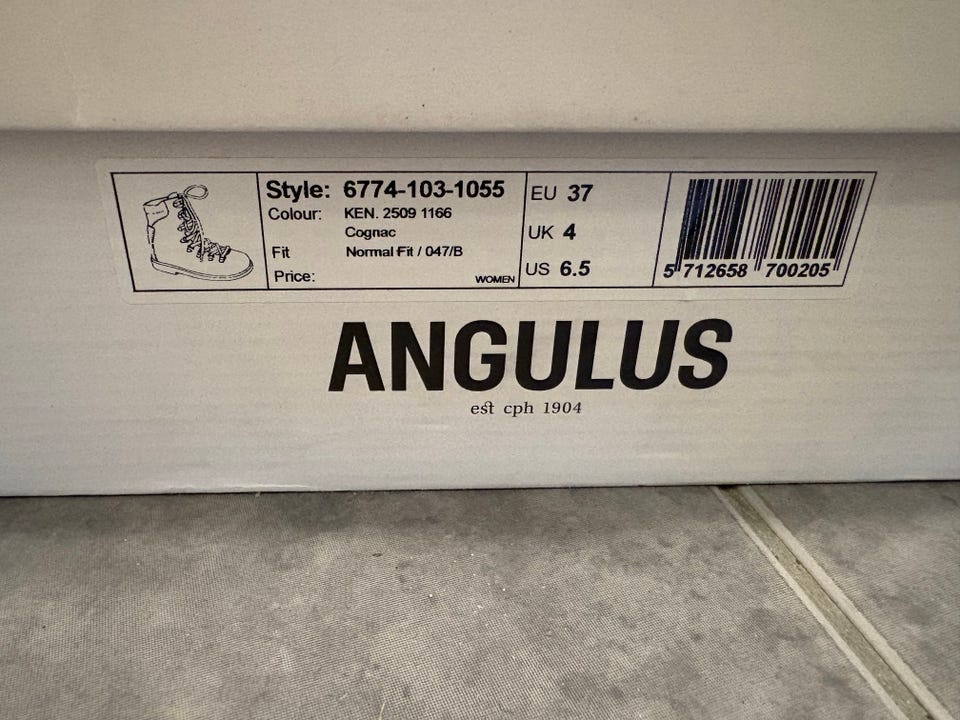 Style: 6774-103-1055
Colour: KEN. 2509 1166
Cognac
Fit Normal Fit / 047/B
Price:
WOMEN
EU 37
UK 4
US 6.5
5 712658 700205
ANGULUS
est cph 1904